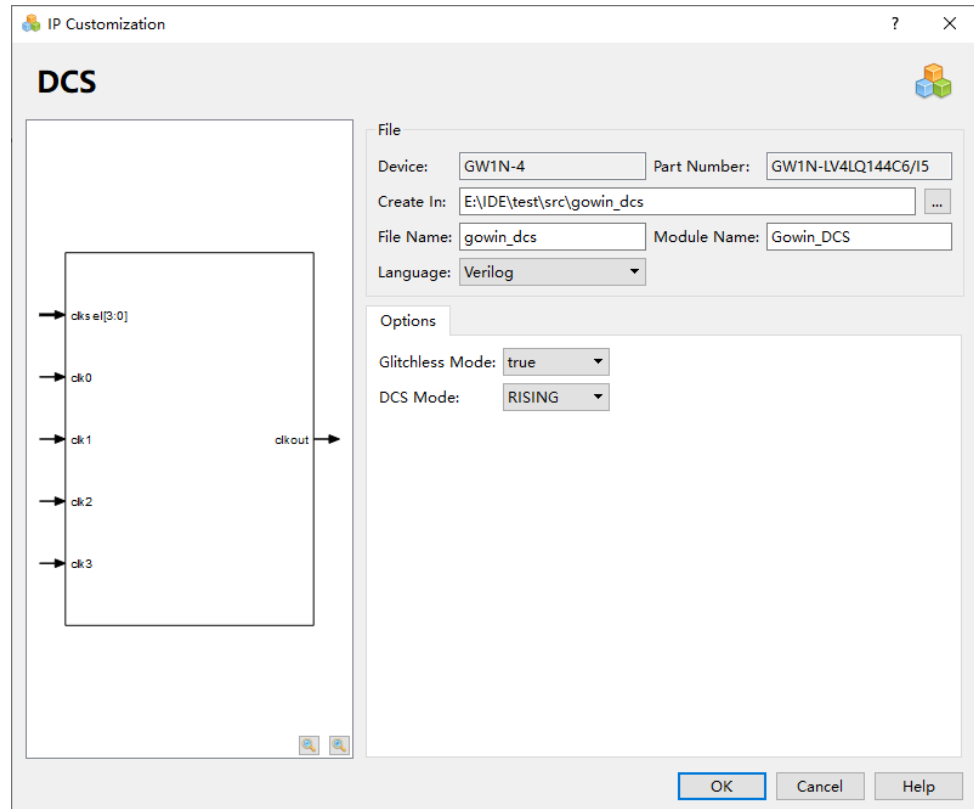 IP Customization
?
DCS
File
Device: GW1N-4 Part Number: GW1N-LV4LQ144C6/I5
Create In: E:\IDE\test\src\gowin_dcs ...
File Name: gowin_dcs Module Name: Gowin_DCS
Language: Verilog
clksel[3:0]
clk0
clk1
clkout
clk2
clk3
Options
Glitchless Mode: true
DCS Mode: RISING
OK Cancel Help